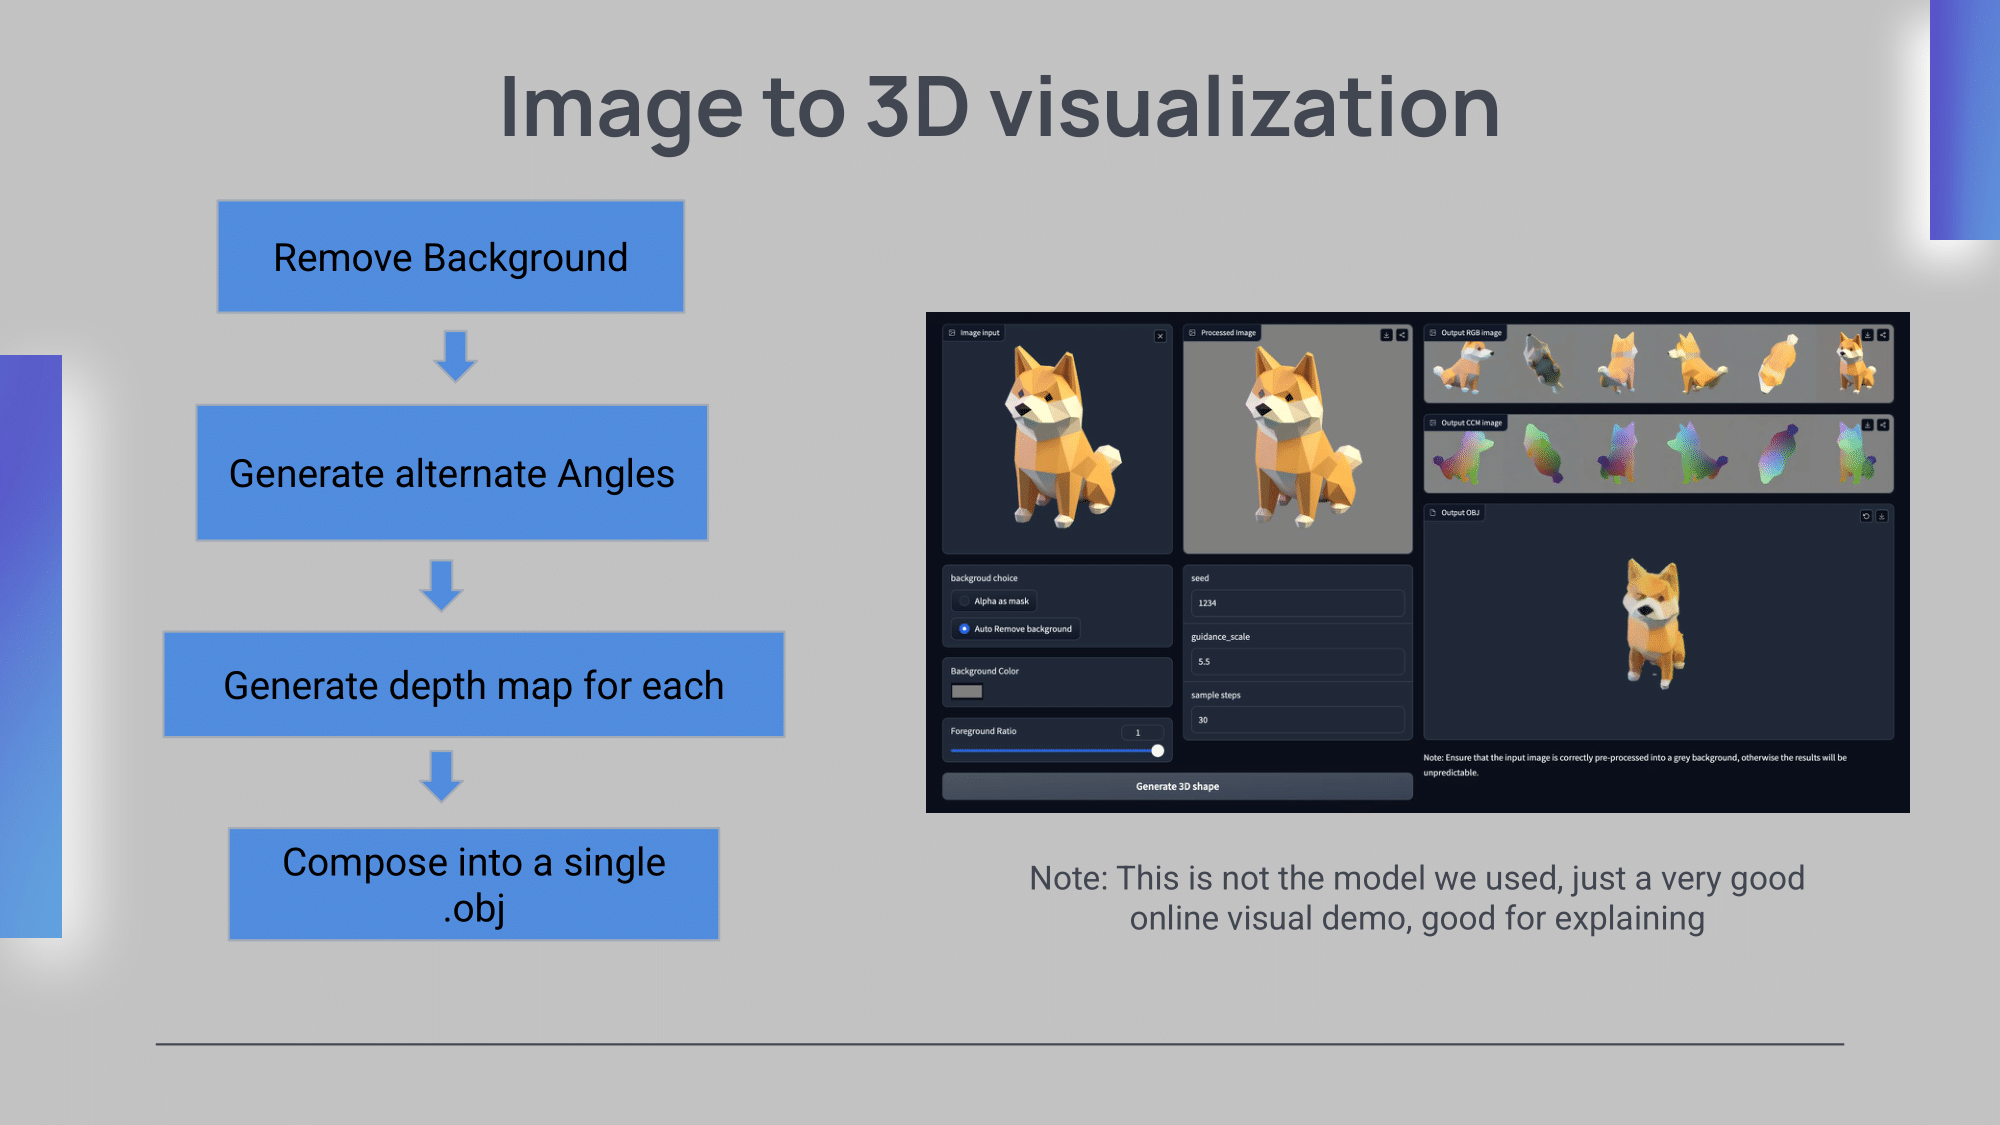 Image to 3D visualization
Remove Background
Generate alternate Angles
Generate depth map for each
Compose into a single
.obj
Image input
Processed Image
Output RGB image
Output CCM image
Output OBJ
backgroud choice
Alpha as mask
Auto Remove background
Background Color
Foreground Ratio
1
seed
1234
guidance_scale
5.5
sample steps
30
Generate 3D shape
Note: Ensure that the input image is correctly pre-processed into a grey background, otherwise the results will be
unpredictable.
Note: This is not the model we used, just a very good
online visual demo, good for explaining